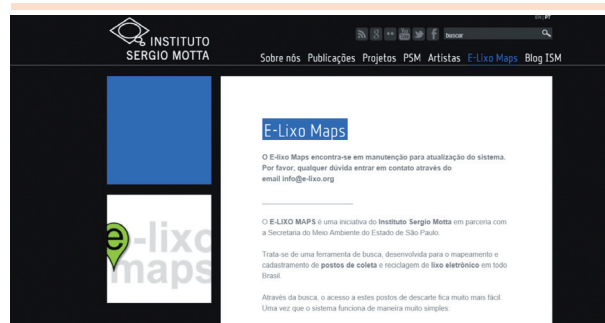 EN | PT
INSTITUTO
SERGIO MOTTA
buscar
Sobre nós Publicações Projetos PSM Artistas E-Lixo Maps Blog ISM
E-Lixo Maps
O E-lixo Maps encontra-se em manutenção para atualização do sistema.
Por favor, qualquer dúvida entrar em contato através do
email info@e-lixo.org
O E-LIXO MAPS é uma iniciativa do Instituto Sergio Motta em parceria com
a Secretaria do Meio Ambiente do Estado de São Paulo.
Trata-se de uma ferramenta de busca, desenvolvida para o mapeamento e
cadastramento de postos de coleta e reciclagem de lixo eletrônico em todo
Brasil.
e-lixo
maps
Através da busca, o acesso a estes postos de descarte fica muito mais fácil.
Uma vez que o sistema funciona de maneira muito simples.